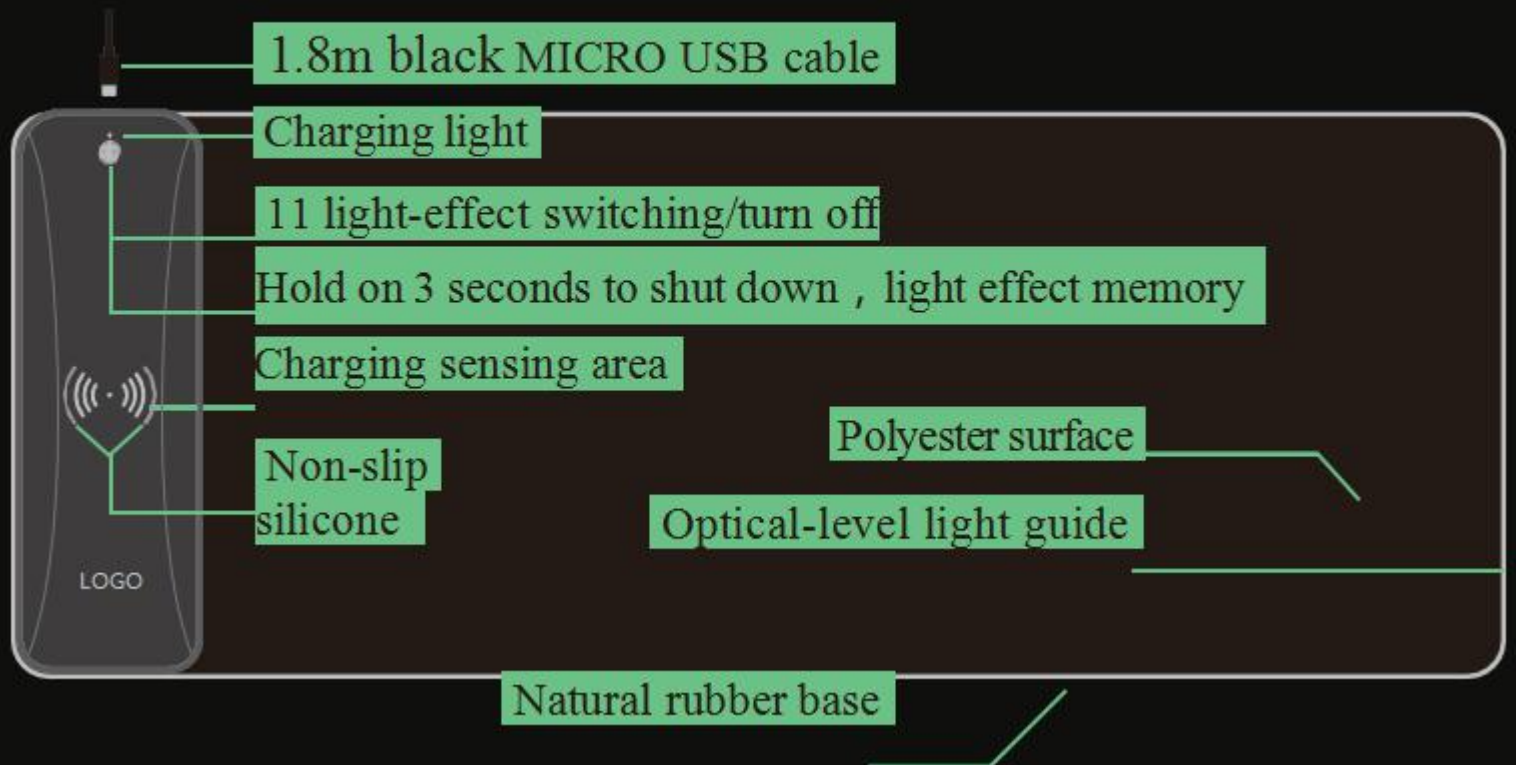 1.8m black MICRO USB cable
Charging light
11 light-effect switching/turn off
Hold on 3 seconds to shut down , light effect memory
Charging sensing area
Polyester surface
Non-slip
silicone
Optical-level light guide
LOGO
Natural rubber base